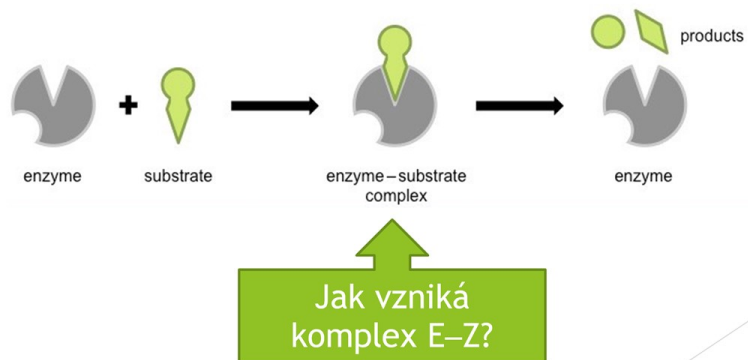 products
enzyme
substrate
enzyme–substrate
complex
enzyme
Jak vzniká
komplex E–Z?